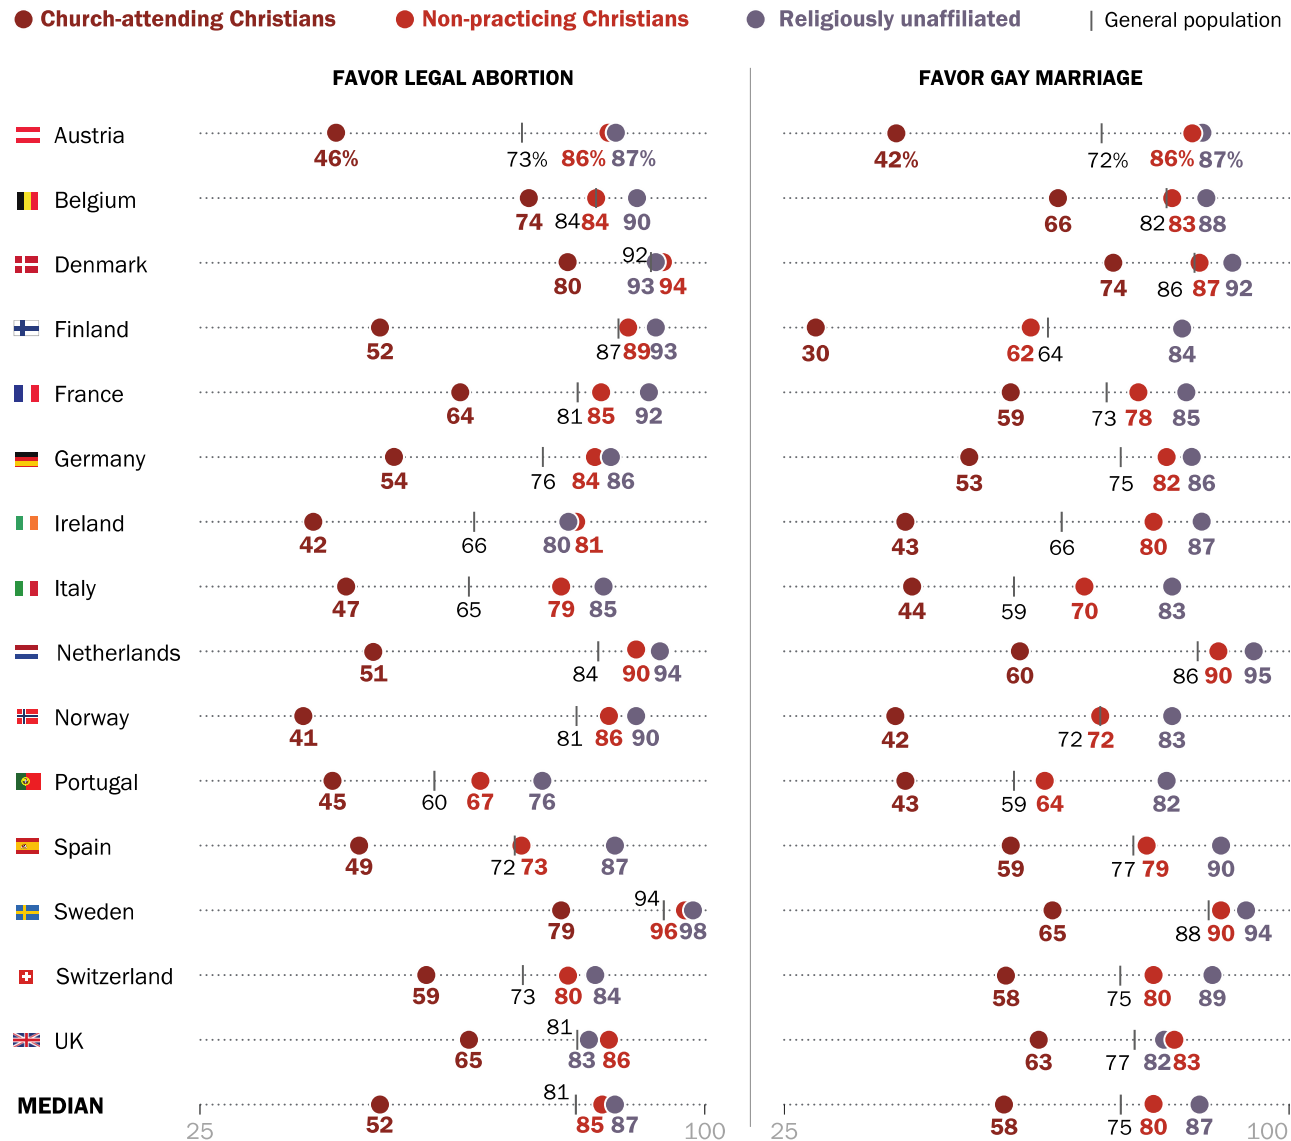 Church-attending Christians Non-practicing Christians Religiously unaffiliated General population
FAVOR LEGAL ABORTION FAVOR GAY MARRIAGE
Austria
46% 73% 86% 87% 42% 72% 86% 87%
Belgium
74 84 84 90 66 82 83 88
Denmark 92
80 93 94 74 86 87 92
Finland
52 87 89 93 30 62 64 84
France
64 81 85 92 59 73 78 85
Germany
54 76 84 86 53 75 82 86
Ireland
42 66 80 81 43 66 80 87
Italy
47 65 79 85 44 59 70 83
Netherlands
51 84 90 94 60 86 90 95
Norway
41 81 86 90 42 72 72 83
Portugal
45 60 67 76 43 59 64 82
Spain
49 72 73 87 59 77 79 90
94
Sweden
79 96 98 65 88 90 94
Switzerland
59 73 80 84 58 75 80 89
81
UK
65 83 86 63 77 82 83
81
MEDIAN
52 85 87 58 75 80 87
25 100 25 100